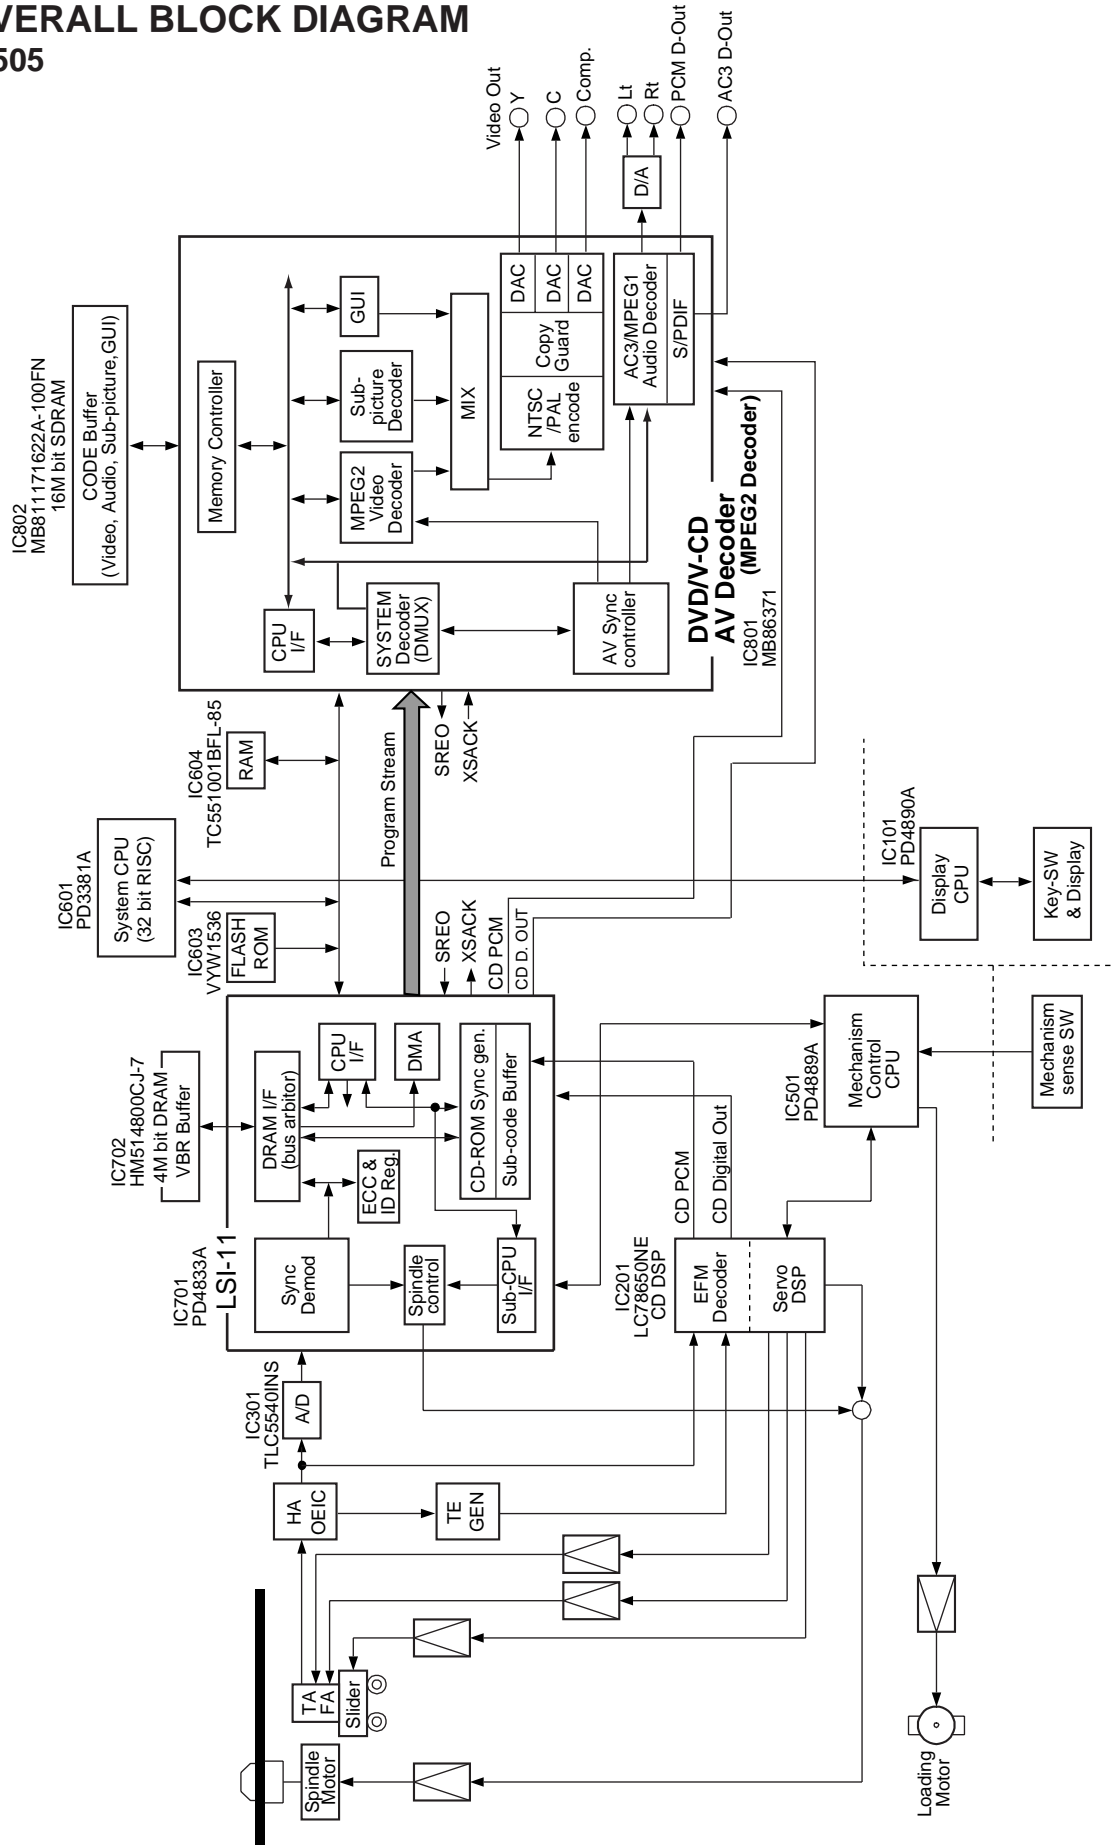 VERALL BLOCK DIAGRAM
505
Video Out
Y
C
Comp.
Lt
Rt
PCM D-Out
AC3 D-Out
D/A
IC802
MB811171622A-100FN
16M bit SDRAM
CODE Buffer
(Video, Audio, Sub-picture,GUI)
Memory Controller
GUI
Sub-
picture
Decoder
MPEG2
Video
Decoder
MIX
DAC
DAC
DAC
Copy
Guard
NTSC
/PAL
encode
AC3/MPEG1
Audio Decoder
S/PDIF
CPU
I/F
SYSTEM
Decoder
(DMUX)
AV Sync
controller
DVD/V-CD
AV Decoder
(MPEG2 Decoder)
IC801
MB86371
IC604
TC551001BFL-85
RAM
IC601
PD3381A
System CPU
(32 bit RISC)
IC603
VYW1536
FLASH
ROM
Program Stream
SREO
XSACK
SREO
XSACK
CD PCM
CD D. OUT
IC101
PD4890A
Display
CPU
Key-SW
& Display
IC702
HM514800CJ-7
4M bit DRAM
VBR Buffer
DRAM I/F
(bus arbitor)
CPU
I/F
DMA
CD-ROM Sync gen.
Sub-code Buffer
ECC &
ID Reg.
IC701
PD4833A
LSI-11
Sync
Demod
Spindle
control
Sub-CPU
I/F
CD PCM
CD Digital Out
IC201
LC78650NE
CD DSP
EFM
Decoder
Servo
DSP
IC501
PD4889A
Mechanism
Control
CPU
Mechanism
sense SW
IC301
TLC5540INS
A/D
HA
OEIC
TE
GEN
TA
FA
Slider
Spindle
Motor
Loading
Motor